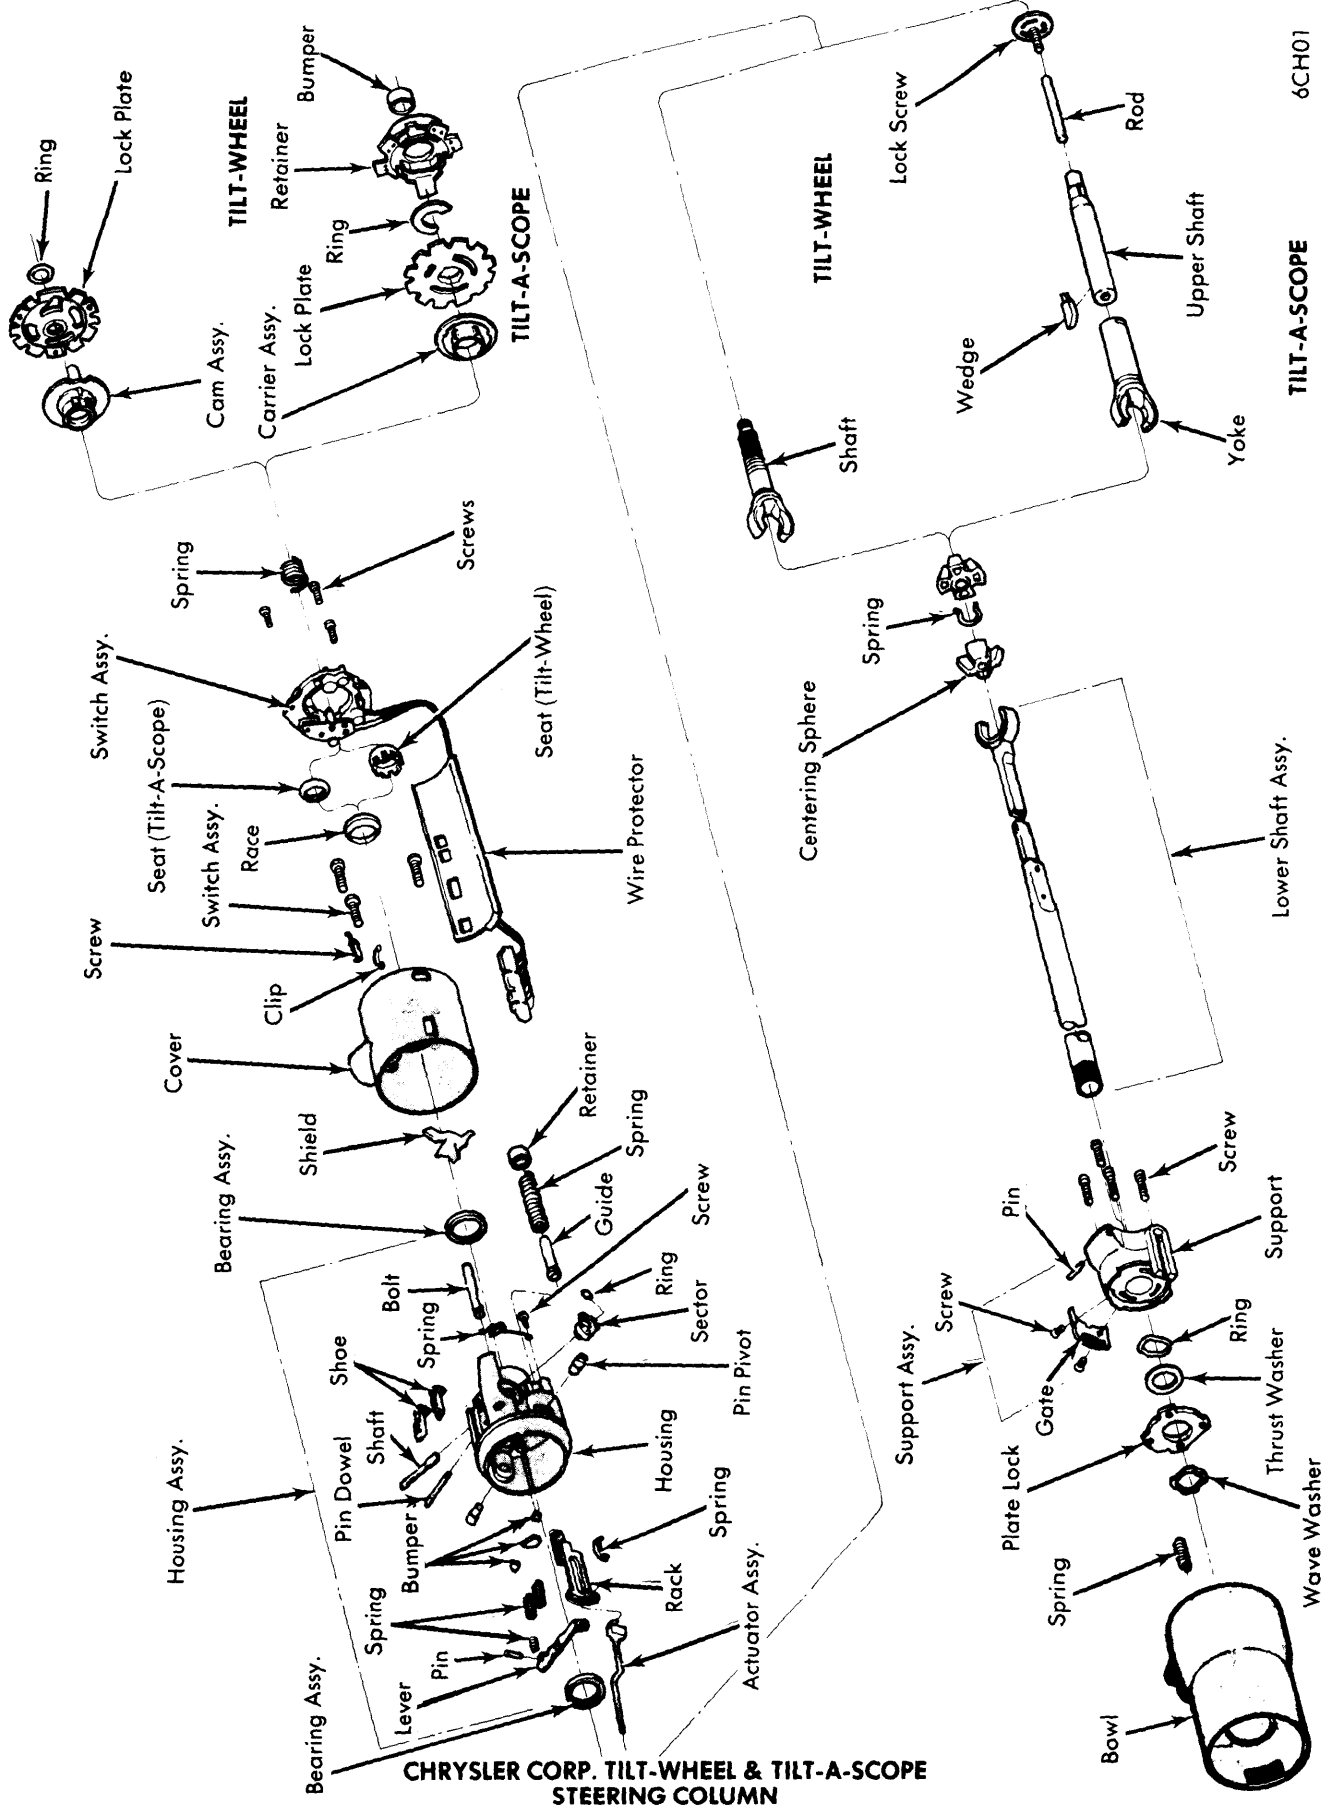 Ring
Lock Plate
Cam Assy.
TILT-WHEEL
Bumper
Retainer
Ring
Lock Plate
Carrier Assy.
TILT-A-SCOPE
Spring
Screws
Switch Assy.
Seat (Tilt-A-Scope)
Seat (Tilt-Wheel)
Switch Assy.
Race
Wire Protector
Screw
Clip
Cover
Shield
Bearing Assy.
Retainer
Spring
Guide
Screw
Bolt
Spring
Ring
Sector
Pin Pivot
Shoe
Shaft
Pin Dowel
Housing Assy.
Housing
Bumper
Spring
Spring
Rack
Pin
Lever
Actuator Assy.
Bearing Assy.
Lock Screw
Rod
6CH01
TILT-WHEEL
Upper Shaft
Wedge
TILT-A-SCOPE
Shaft
Yoke
Spring
Centering Sphere
Lower Shaft Assy.
Screw
Pin
Support
Screw
Support Assy.
Gate
Ring
Thrust Washer
Plate Lock
Wave Washer
Spring
Bowl
CHRYSLER CORP. TILT-WHEEL & TILT-A-SCOPE
STEERING COLUMN